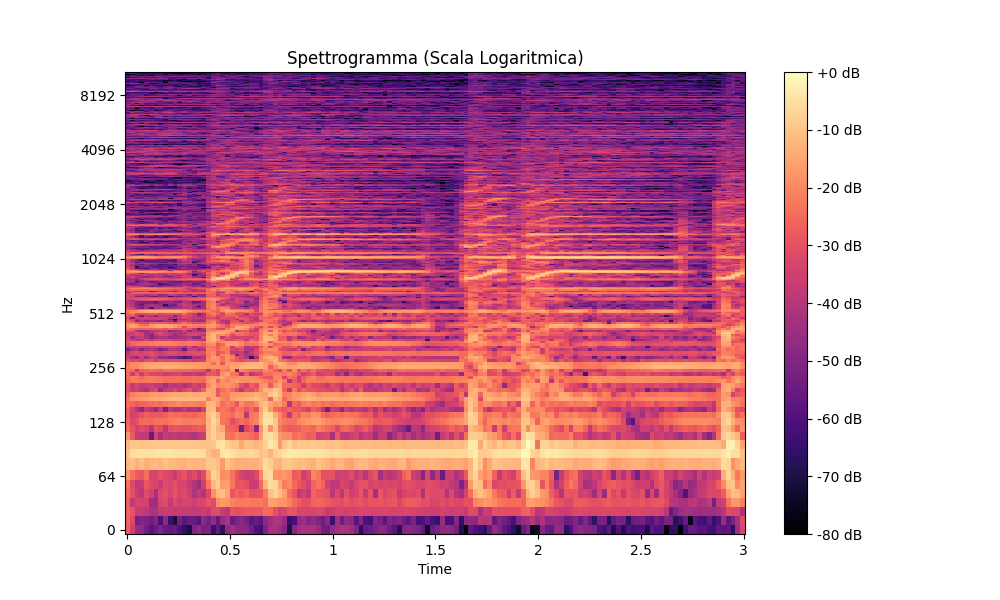 Spettrogramma (Scala Logaritmica)
Hz
8192
4096
2048
1024
512
256
128
64
0
0
0.5
1
1.5
2
2.5
3
Time
+0 dB
-10 dB
-20 dB
-30 dB
-40 dB
-50 dB
-60 dB
-70 dB
-80 dB